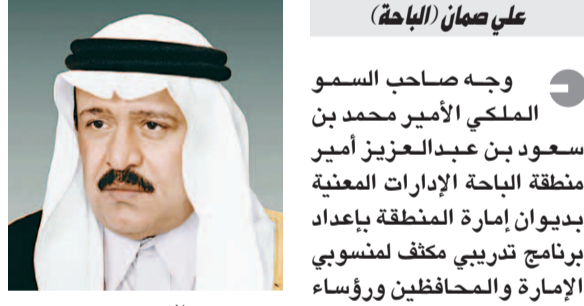 علي صمان (الباحة)
وجه صاحب السمو
الملكي الأمير محمد بن
سعود بن عبدالعزيز أمير
منطقة الباحة الإدارات المعنية
بديوان إمارة المنطقة بإعداد
برنامج تدريبي مكثف لمنسوبي
الإمارة والمحافظين ورؤساء